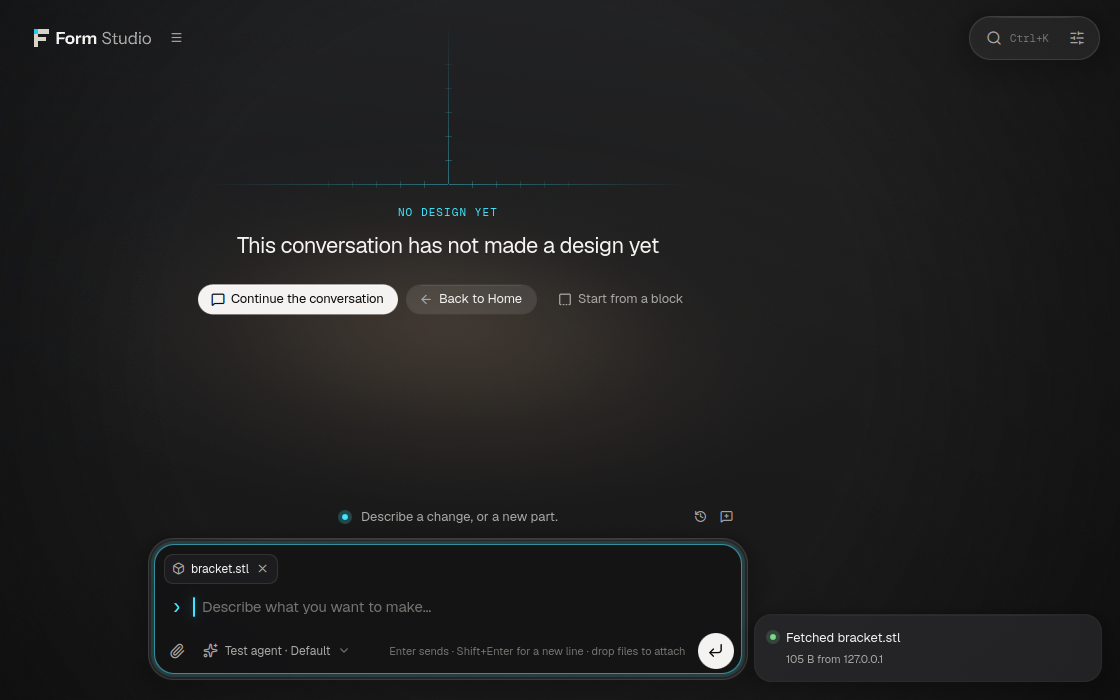 Form Studio
Ctrl+K
NO DESIGN YET
This conversation has not made a design yet
Continue the conversation
Back to Home
Start from a block
Describe a change, or a new part.
bracket.stl
Describe what you want to make...
Test agent · Default
Enter sends · Shift+Enter for a new line · drop files to attach
Fetched bracket.stl
105 B from 127.0.0.1